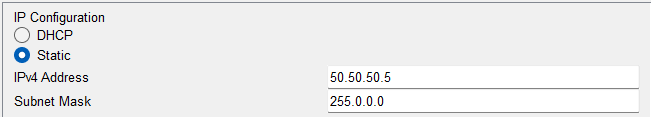 IP Configuration
DHCP
Static
IPv4 Address 50.50.50.5
Subnet Mask 255.0.0.0